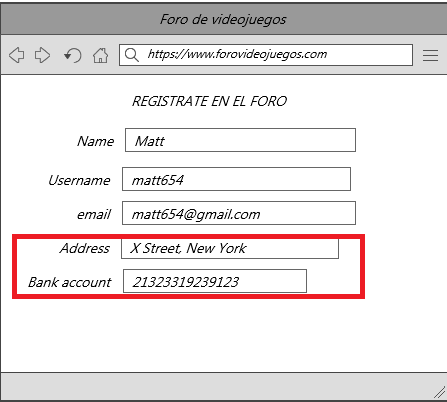 Foro de videojuegos
https://www.forovideojuegos.com
REGISTRATE EN EL FORO
Name Matt
Username matt654
email matt654@gmail.com
Address X Street, New York
Bank account 21323319239123